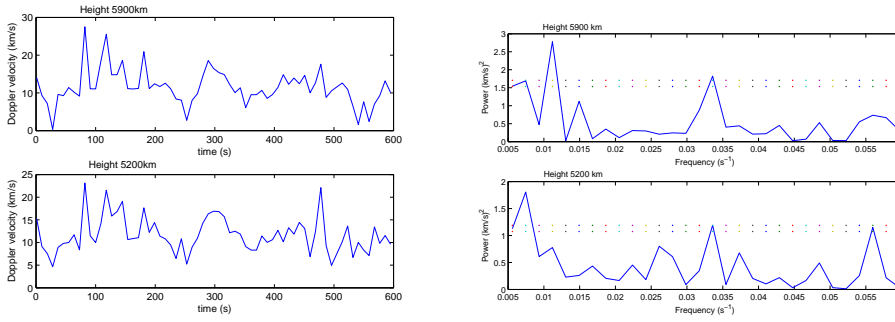 Height 5900km
Doppler velocity (km/s)
30
20
10
0
0 100 200 300 400 500 600
time (s)
Height 5200km
Doppler velocity (km/s)
25
20
15
10
5
0
0 100 200 300 400 500 600
time (s)
Height 5900 km
Power (km/s)²
3
2.5
2
1.5
1
0.5
0
0.005 0.01 0.015 0.02 0.025 0.03 0.035 0.04 0.045 0.05 0.055
Frequency (s⁻¹)
Height 5200 km
Power (km/s)²
2
1.5
1
0.5
0
0.005 0.01 0.015 0.02 0.025 0.03 0.035 0.04 0.045 0.05 0.055
Frequency (s⁻¹)